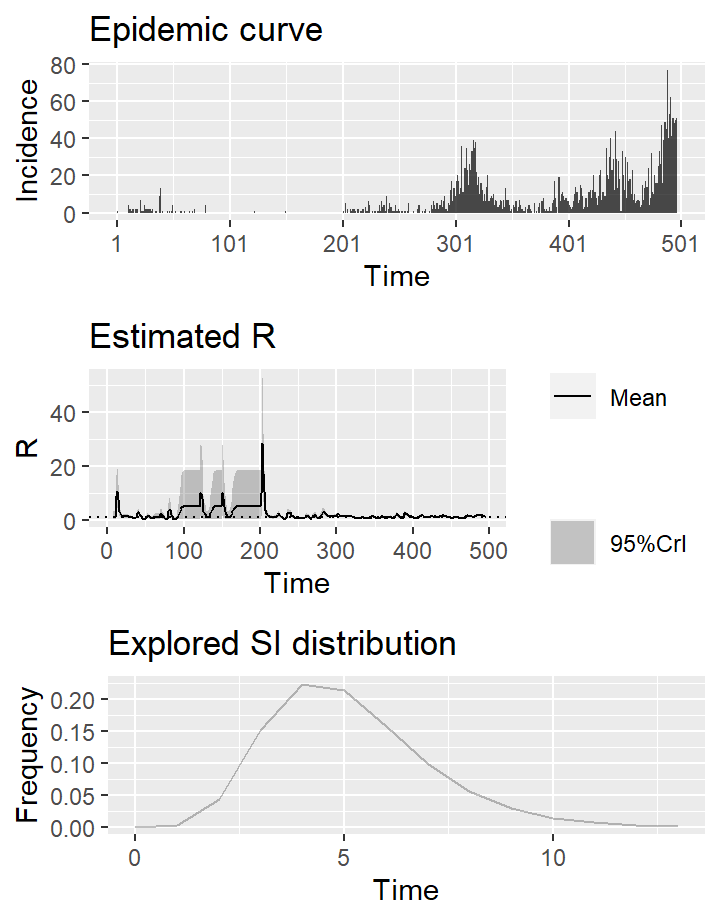 Epidemic curve
80
60
40
20
0
Incidence
1 101 201 301 401 501
Time
Estimated R
40
20
0
R
0 100 200 300 400 500
Time
Mean
95%CrI
Explored SI distribution
0.20
0.15
0.10
0.05
0.00
Frequency
0 5 10
Time